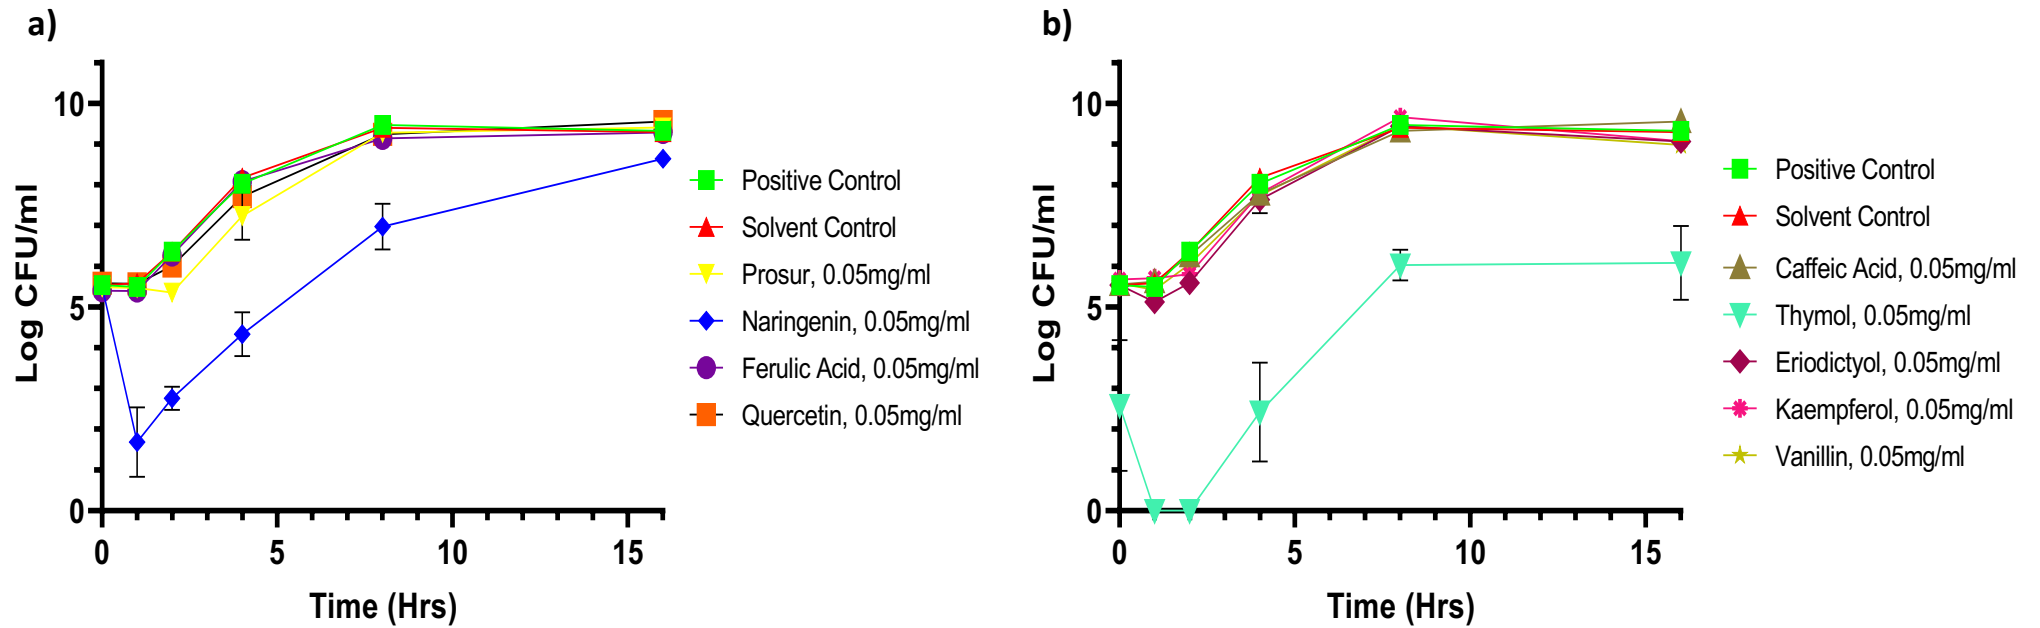 a)
10
5
0
Log CFU/ml
0
5
10
15
Time (Hrs)
Positive Control
Solvent Control
Prosur, 0.05mg/ml
Naringenin, 0.05mg/ml
Ferulic Acid, 0.05mg/ml
Quercetin, 0.05mg/ml
b)
10
5
0
Log CFU/ml
0
5
10
15
Time (Hrs)
Positive Control
Solvent Control
Caffeic Acid, 0.05mg/ml
Thymol, 0.05mg/ml
Eriodictyol, 0.05mg/ml
Kaempferol, 0.05mg/ml
Vanillin, 0.05mg/ml